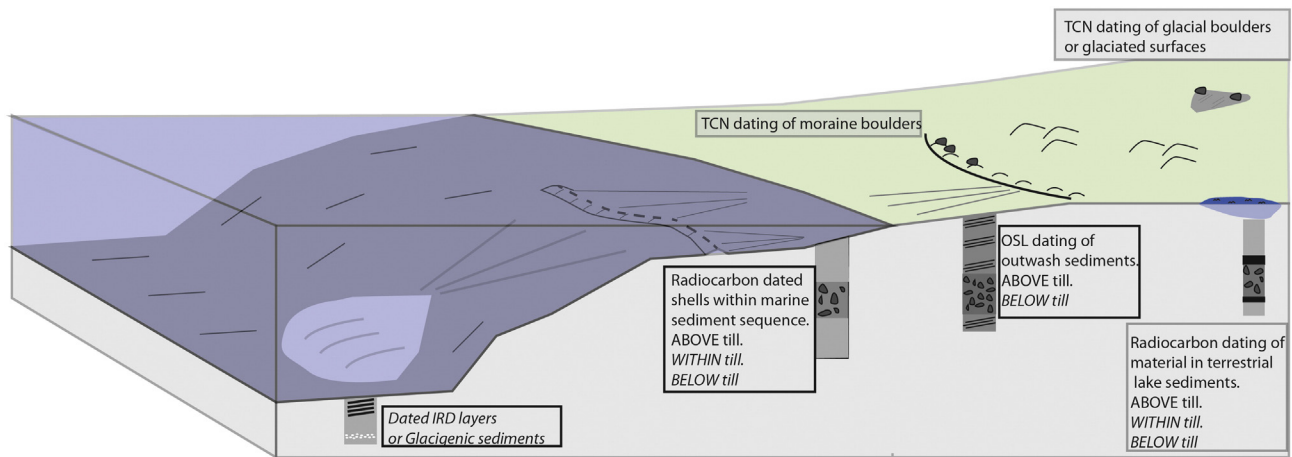 TCN dating of glacial boulders
or glaciated surfaces
TCN dating of moraine boulders
OSL dating of
outwash sediments.
ABOVE till.
BELOW till
Radiocarbon dated
shells within marine
sediment sequence.
ABOVE till.
WITHIN till.
BELOW till
Radiocarbon dating of
material in terrestrial
lake sediments.
ABOVE till.
WITHIN till.
BELOW till
Dated IRD layers
or Glacigenic sediments